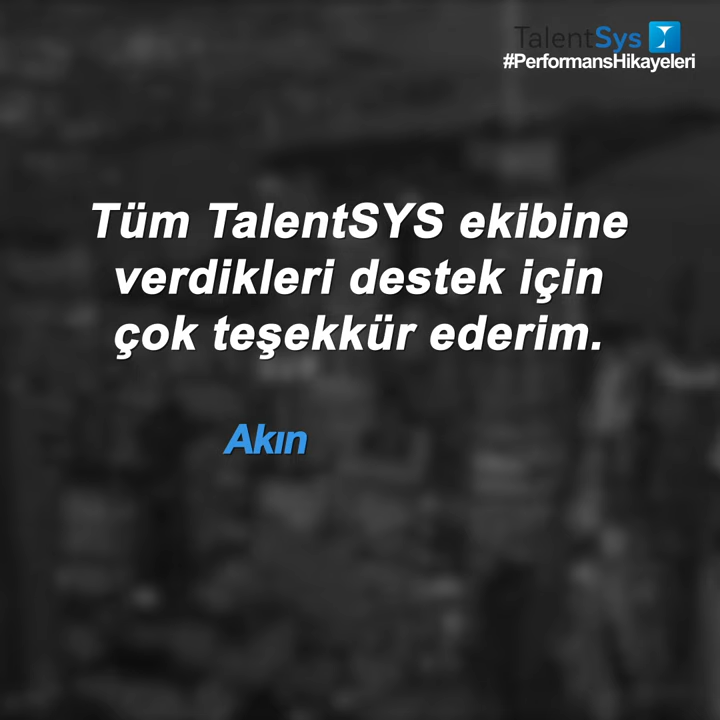 TalentSys
#PerformansHikayeleri
Tüm TalentSYS ekibine
verdikleri destek için
çok teşekkür ederim.
Akın